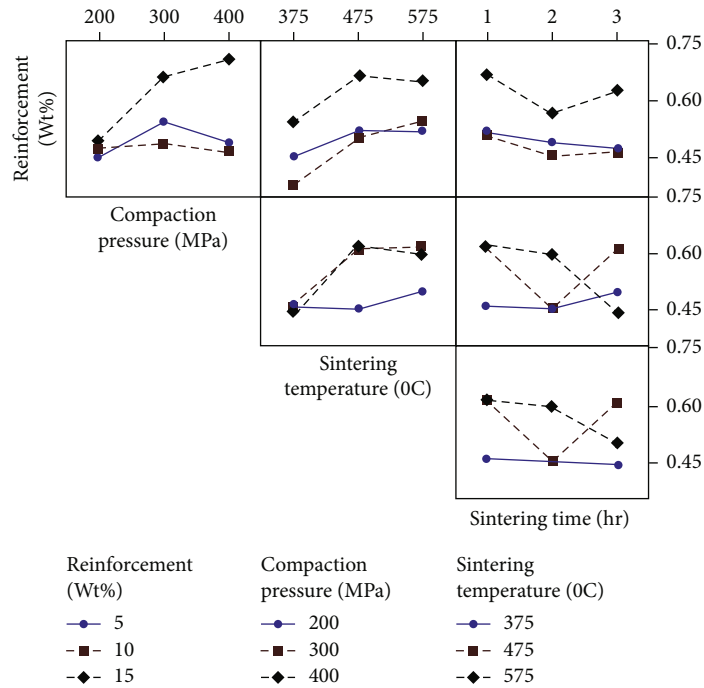 200 300 400 375 475 575 1 2 3
Reinforcement
(Wt%)
0.75
0.60
0.45
0.75
Compaction
pressure (MPa)
0.60
0.45
0.75
Sintering
temperature (0C)
0.60
0.45
Sintering time (hr)
Reinforcement
(Wt%)
5
10
15
Compaction
pressure (MPa)
200
300
400
Sintering
temperature (0C)
375
475
575